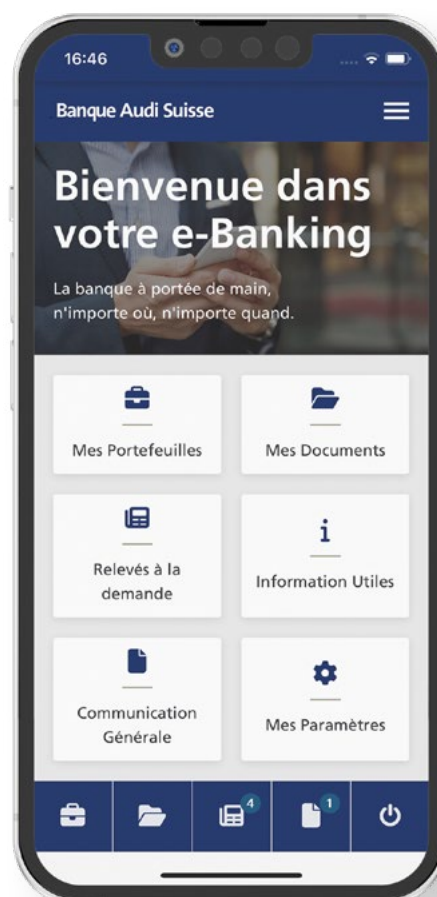 16:46
Banque Audi Suisse
Bienvenue dans
votre e-Banking
La banque à portée de main,
n'importe où, n'importe quand.
Mes Portefeuilles
Mes Documents
Relevés à la
demande
Information Utiles
Communication
Générale
Mes Paramètres
4
1